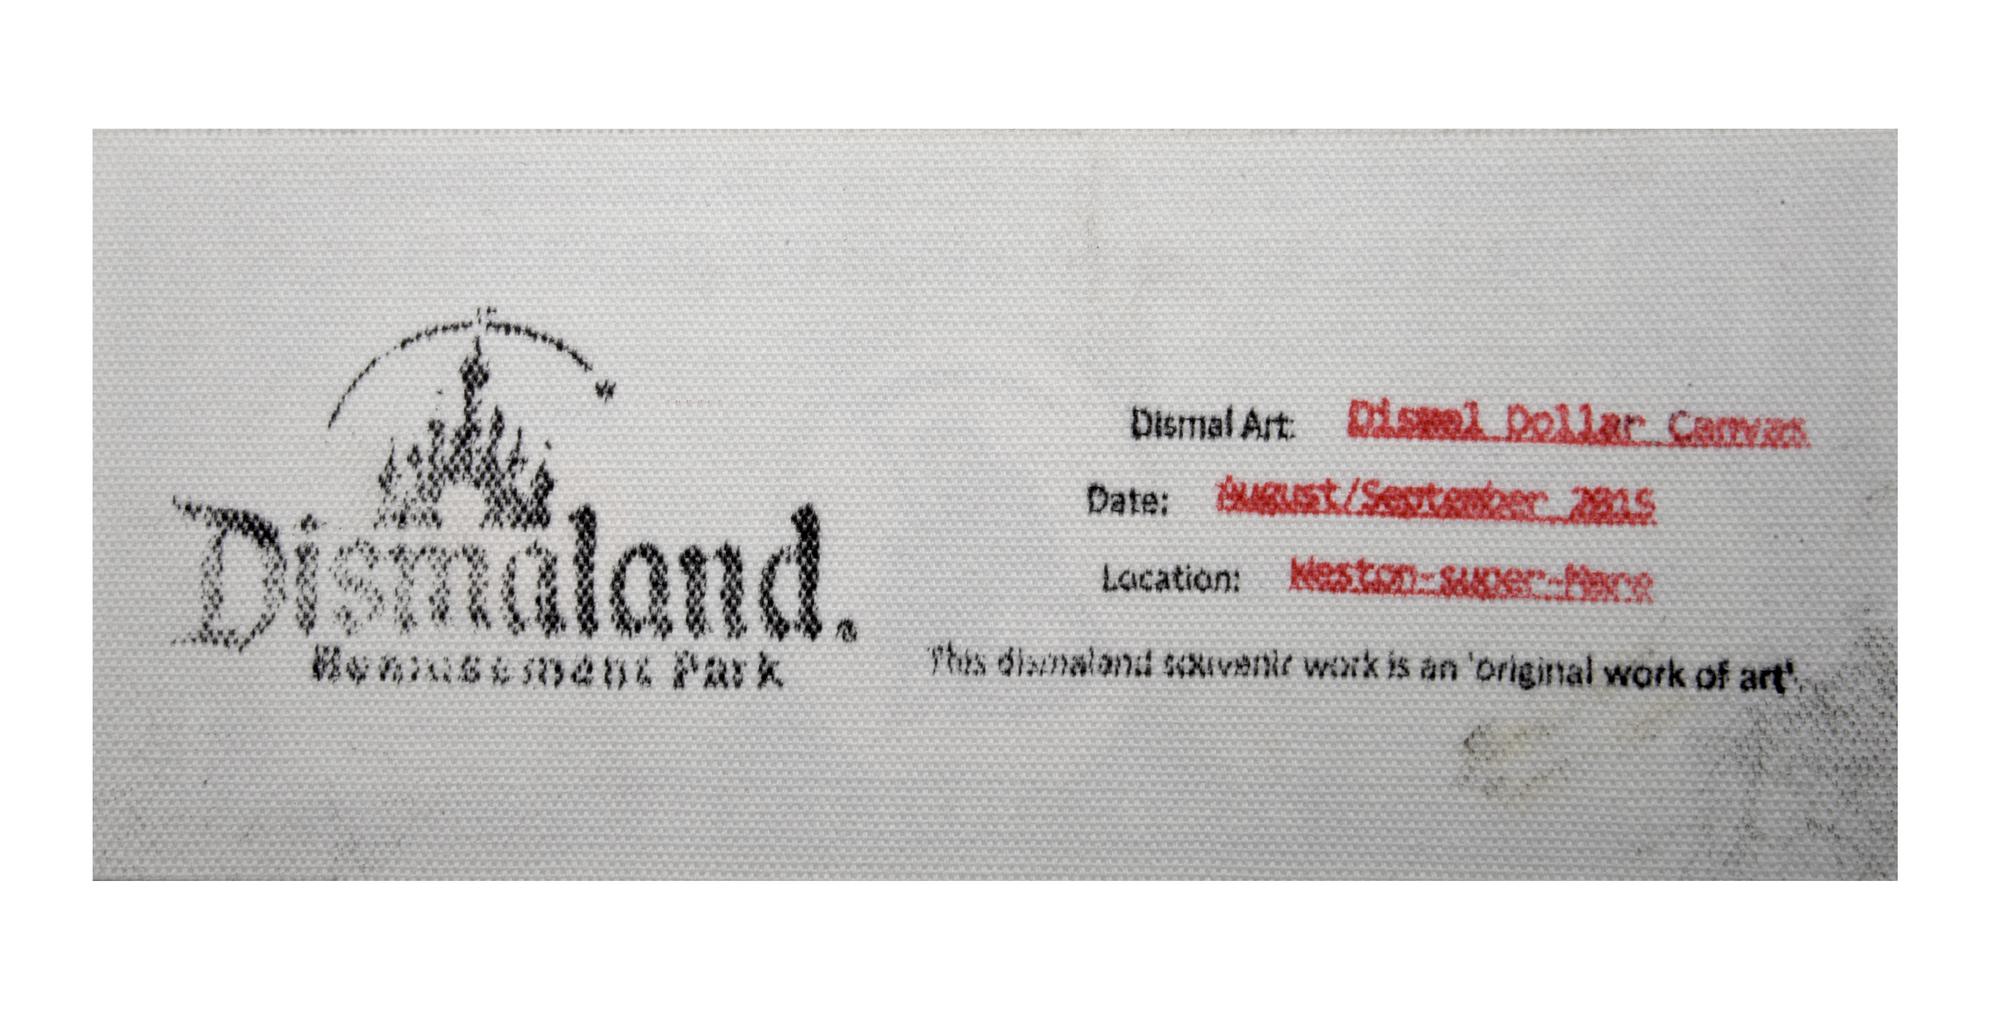 Dismaland.®
Bemusement Park
Dismal Art: Dismal Dollar Canvas
Date: August/September 2015
Location: Weston-super-Mare
This dismaland souvenir work is an 'original work of art'.